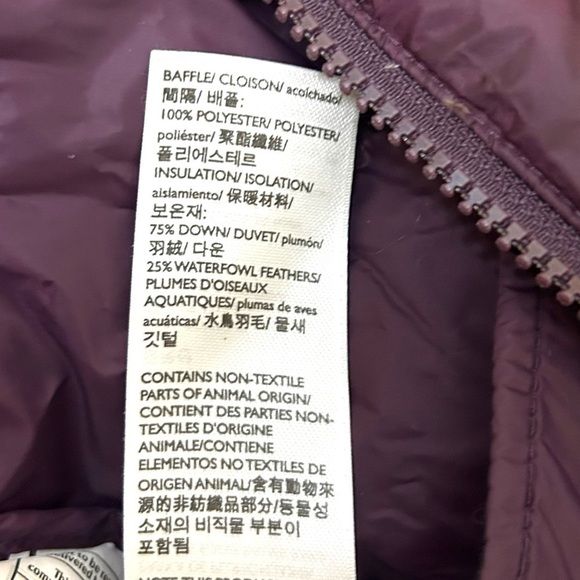 BAFFLE/ CLOISON/ acolchado/
間隔/ 배플:
100% POLYESTER/ POLYESTER/
poliéster/ 聚酯纖維/
폴리에스테르
INSULATION/ ISOLATION/
aislamiento/ 保暖材料/
보온재:
75% DOWN/ DUVET/ plumón/
羽絨/ 다운
25% WATERFOWL FEATHERS/
PLUMES D'OISEAUX
AQUATIQUES/ plumas de aves
acuáticas/ 水鳥羽毛/ 물새
깃털
CONTAINS NON-TEXTILE
PARTS OF ANIMAL ORIGIN/
CONTIENT DES PARTIES NON-
TEXTILES D'ORIGINE
ANIMALE/CONTIENE
ELEMENTOS NO TEXTILES DE
ORIGEN ANIMAL/含有動物來
源的非紡織品部分/동물성
소재의 비직물 부분이
포함됨
NOTE THIS
to be